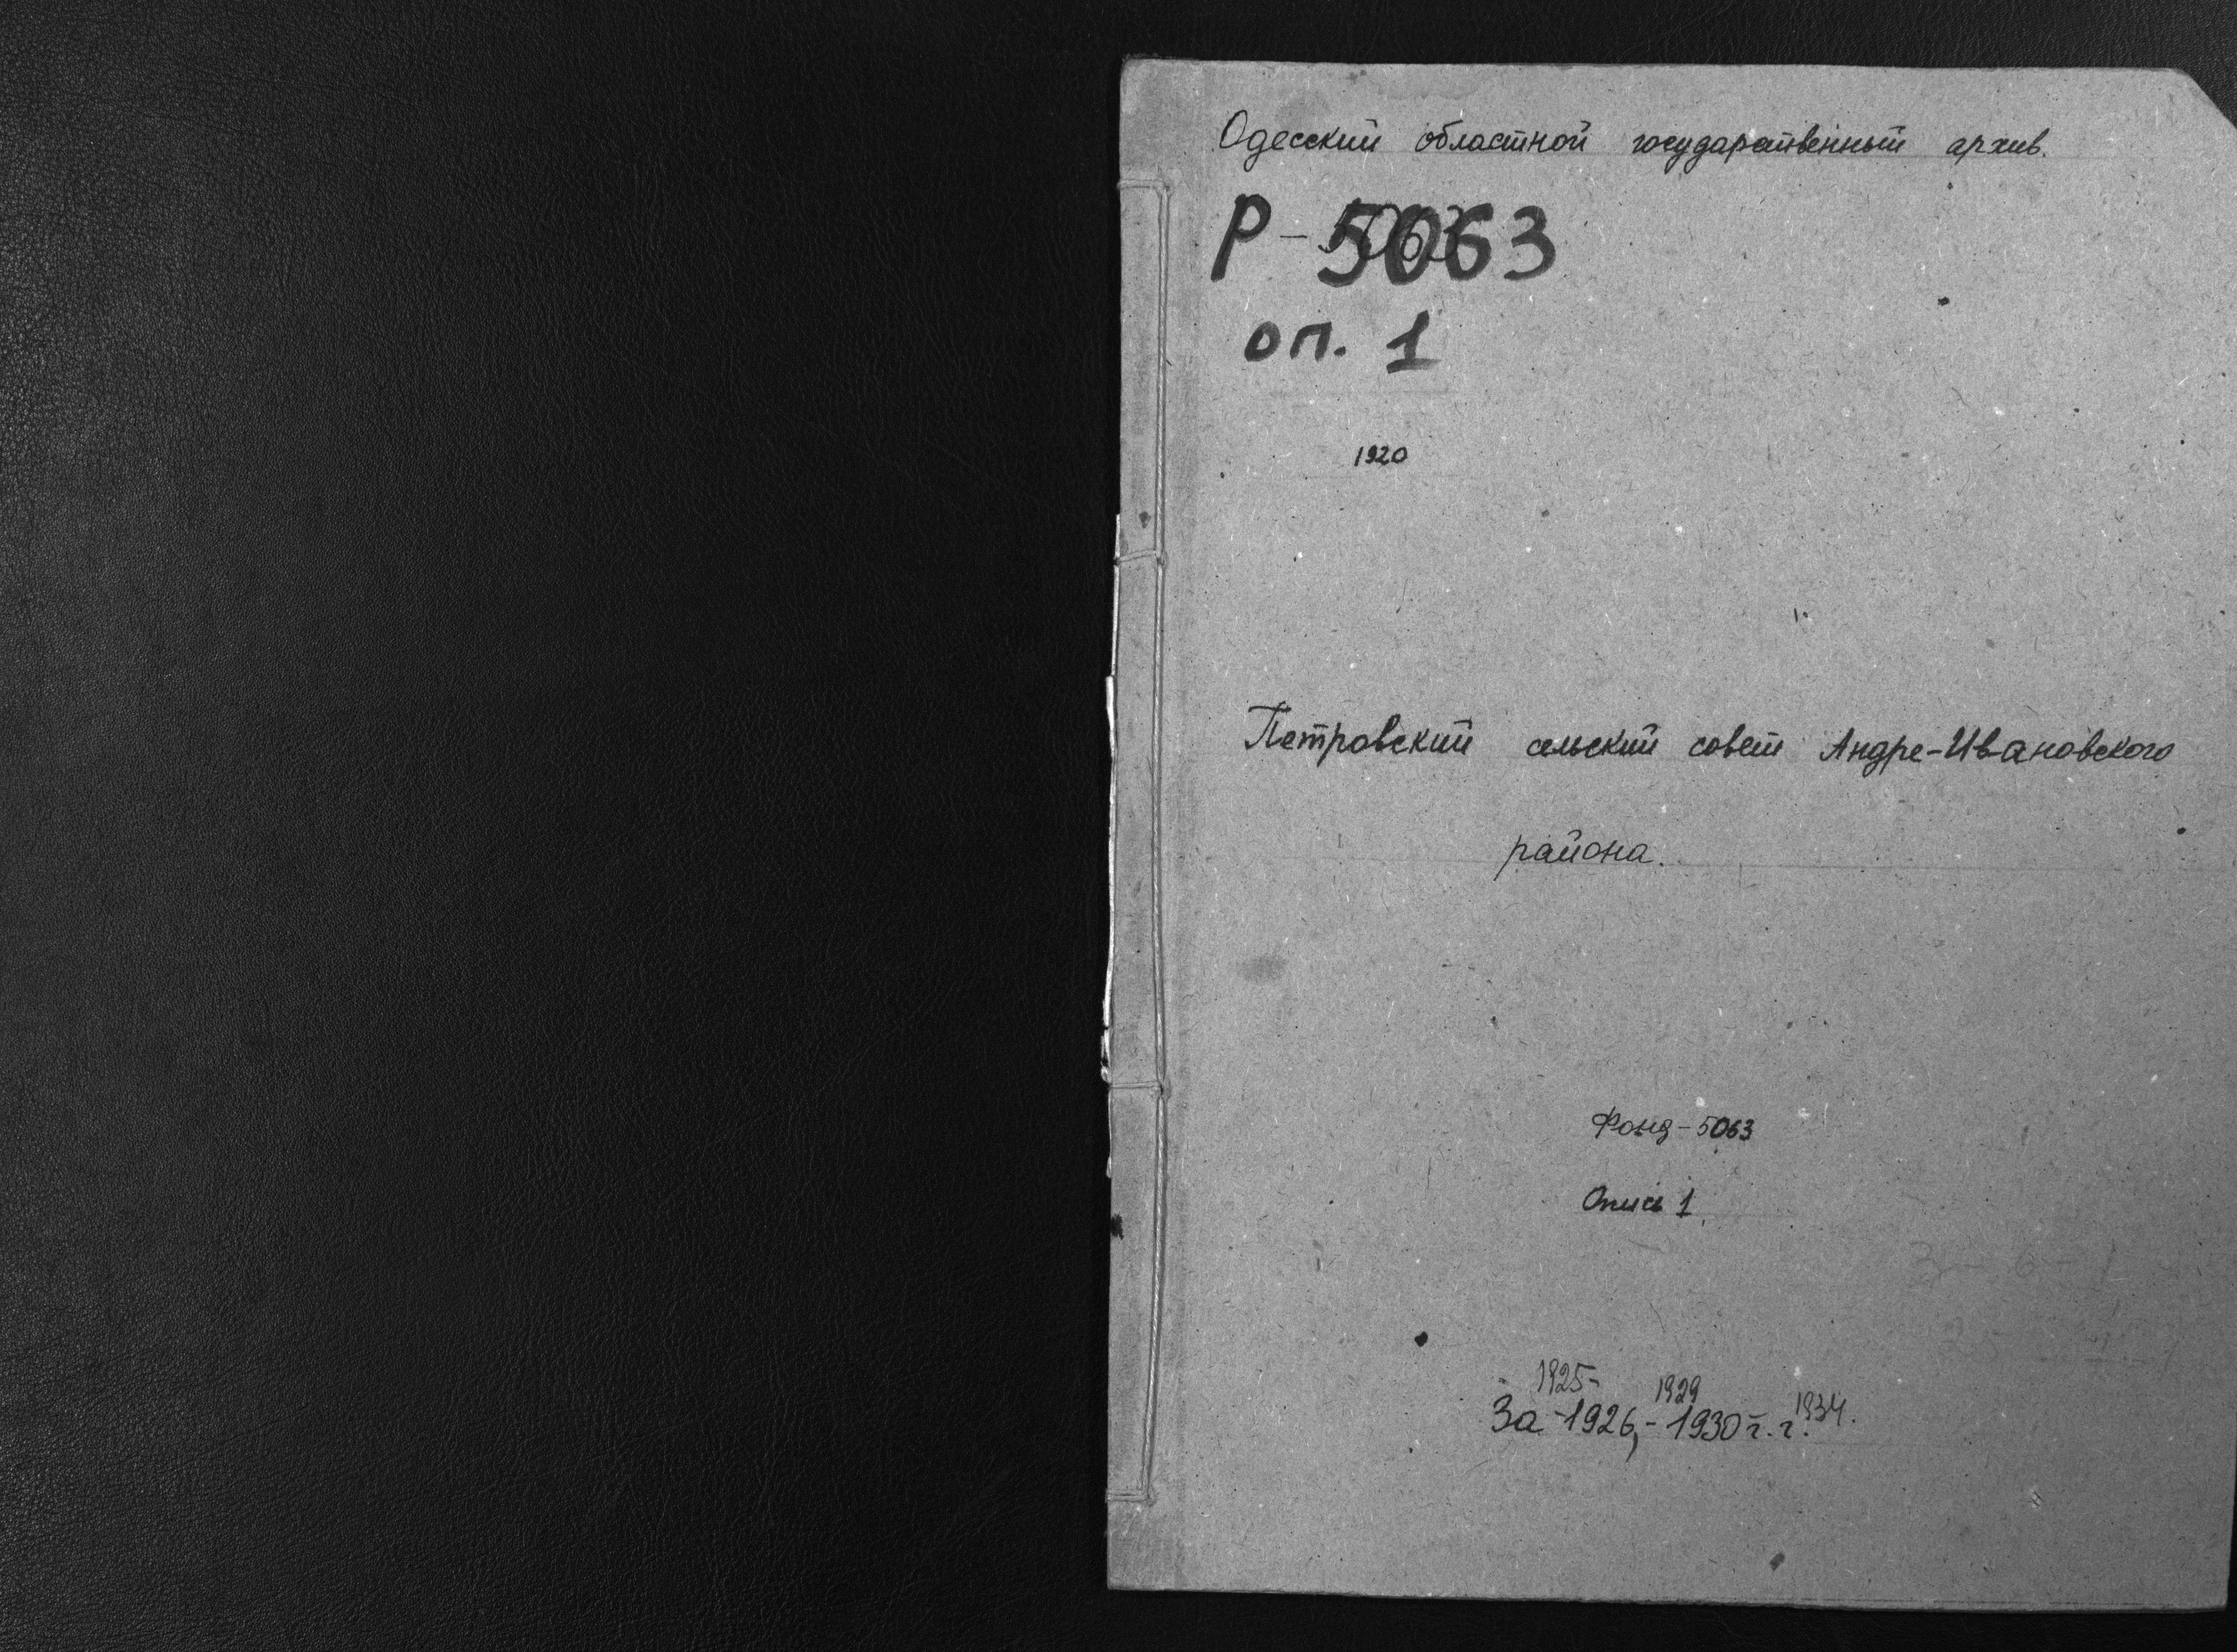 Одесский областной государственный архив.
Р-5063
оп. 1
1920
Петровский сельский совет Андре-Ивановского
района.
Фонд-5063
Опись 1.
1925- 1929 1934.
За -1926,-1930 г.г.